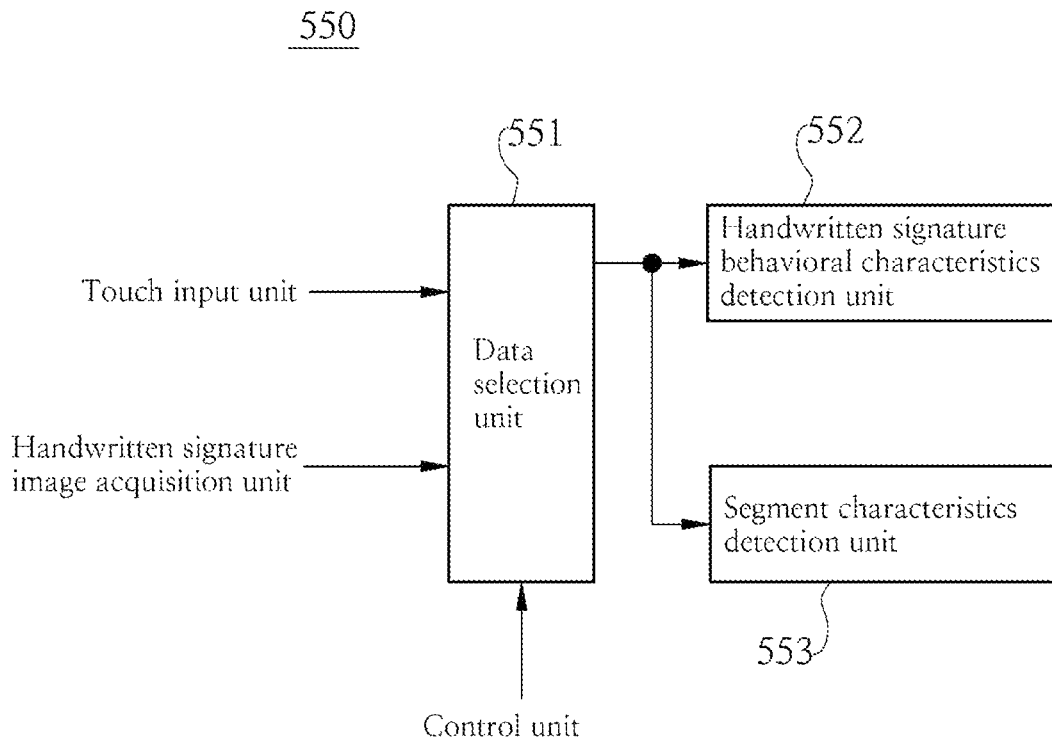 550
551
552
Handwritten signature
behavioral characteristics
detection unit
Touch input unit
Data
selection
unit
Handwritten signature
image acquisition unit
Segment characteristics
detection unit
553
Control unit